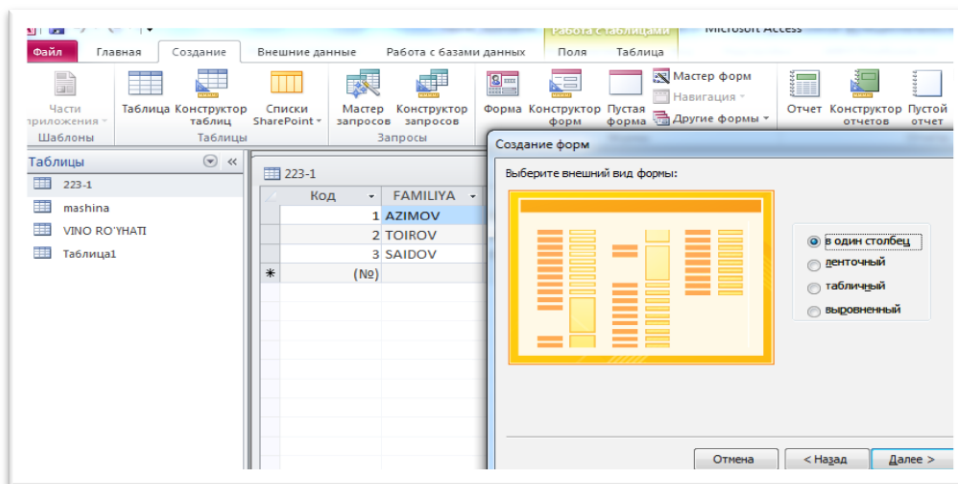 Работа с таблицами
Microsoft Access
Файл Главная Создание Внешние данные Работа с базами данных Поля Таблица
Части приложения
Таблица
Конструктор таблиц
Списки SharePoint
Мастер запросов
Конструктор запросов
Форма
Конструктор форм
Пустая форма
Мастер форм
Навигация
Другие формы
Отчет
Конструктор отчетов
Пустой отчет
Шаблоны Таблицы Запросы
Таблицы
223-1
mashina
VINO RO'YHATI
Таблица1
223-1
Код FAMILIYA
1 AZIMOV
2 TOIROV
3 SAIDOV
* (№)
Создание форм
Выберите внешний вид формы:
в один столбец
ленточный
табличный
выровненный
Отмена < Назад Далее >